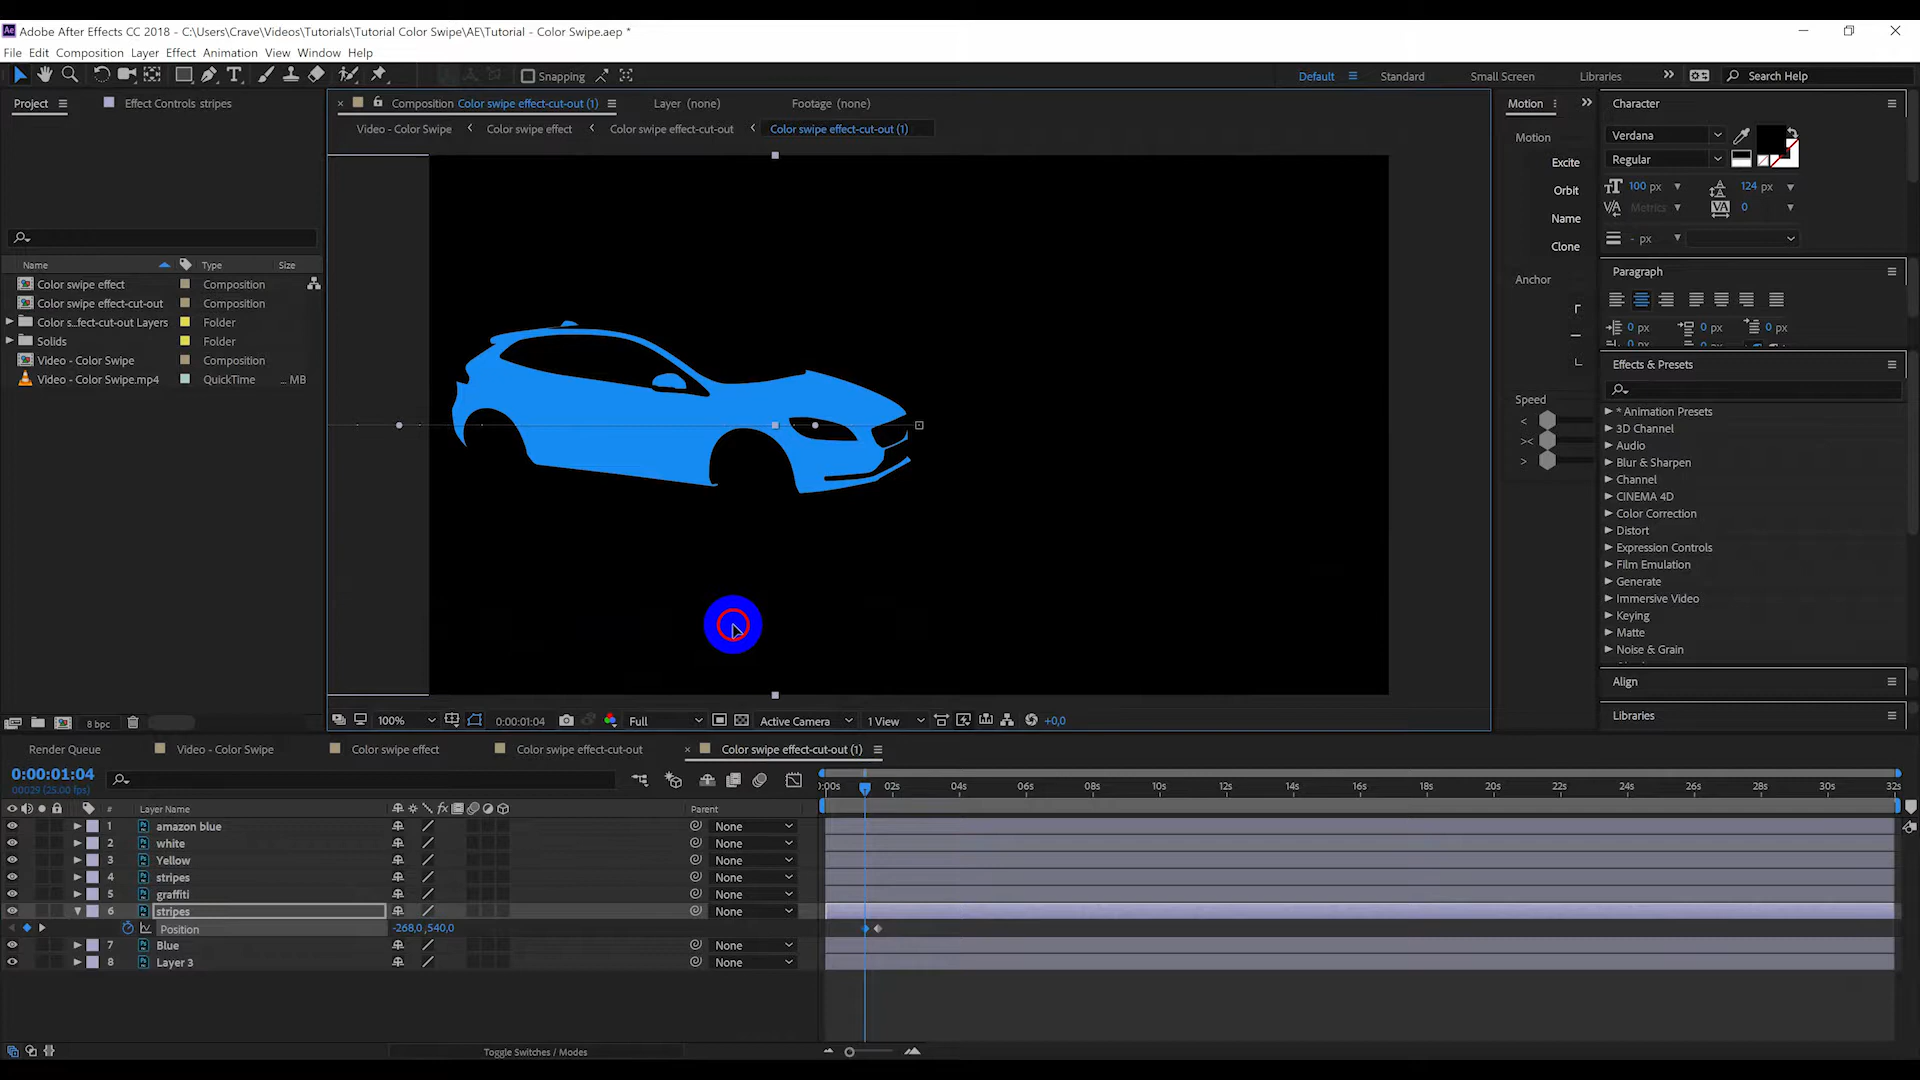 Adobe After Effects CC 2018 - C:\Users\Crave\Videos\Tutorials\Tutorial Color Swipe\AE\Tutorial - Color Swipe.aep *
File Edit Composition Layer Effect Animation View Window Help
Snapping
Default Standard Small Screen Libraries Search Help
Project Effect Controls stripes
Composition Color swipe effect-cut-out (1) Layer (none) Footage (none)
Video - Color Swipe Color swipe effect Color swipe effect-cut-out Color swipe effect-cut-out (1)
Motion
Motion
Excite
Orbit
Name
Clone
Anchor
Speed
Character
Verdana
Regular
100 px 124 px
Metrics 0
- px
Paragraph
0 px 0 px 0 px
Effects & Presets
* Animation Presets
3D Channel
Audio
Blur & Sharpen
Channel
CINEMA 4D
Color Correction
Distort
Expression Controls
Film Emulation
Generate
Immersive Video
Keying
Matte
Noise & Grain
Align
Libraries
Name Type Size
Color swipe effect Composition
Color swipe effect-cut-out Composition
Color s...fect-cut-out Layers Folder
Solids Folder
Video - Color Swipe Composition
Video - Color Swipe.mp4 QuickTime ... MB
8 bpc
100% 0:00:01:04 Full Active Camera 1 View +0,0
Render Queue Video - Color Swipe Color swipe effect Color swipe effect-cut-out Color swipe effect-cut-out (1)
0:00:01:04
00029 (25.00 fps)
# Layer Name Parent
:00s 02s 04s 06s 08s 10s 12s 14s 16s 18s 20s 22s 24s 26s 28s 30s 32s
1 amazon blue None
2 white None
3 Yellow None
4 stripes None
5 graffiti None
6 stripes None
Position -268,0 ,540,0
7 Blue None
8 Layer 3 None
Toggle Switches / Modes